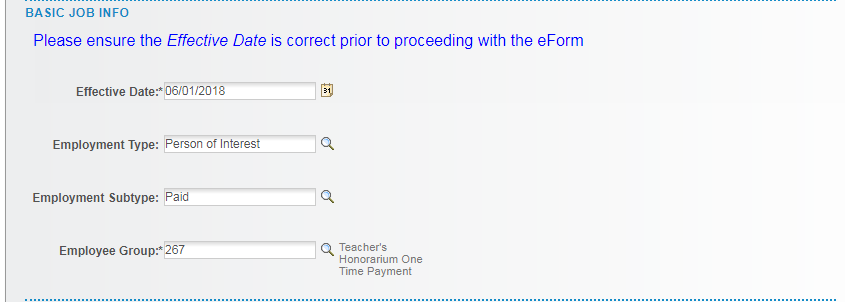 BASIC JOB INFO
Please ensure the Effective Date is correct prior to proceeding with the eForm
Effective Date:* 06/01/2018 31
Employment Type: Person of Interest
Employment Subtype: Paid
Employee Group:* 267 Teacher's
Honorarium One
Time Payment